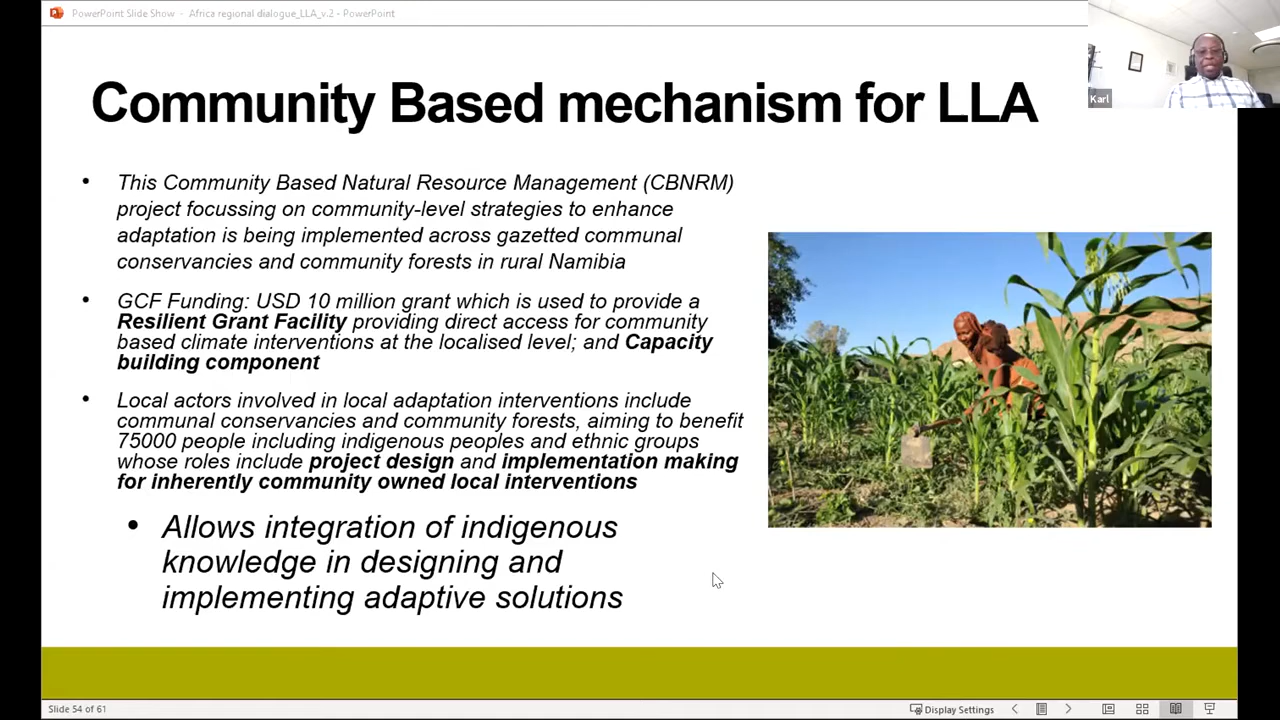 PowerPoint Slide Show - Africa regional dialogue_LLA_v.2 - PowerPoint
Community Based mechanism for LLA
Karl
• This Community Based Natural Resource Management (CBNRM)
project focussing on community-level strategies to enhance
adaptation is being implemented across gazetted communal
conservancies and community forests in rural Namibia
• GCF Funding: USD 10 million grant which is used to provide a
Resilient Grant Facility providing direct access for community
based climate interventions at the localised level; and Capacity
building component
• Local actors involved in local adaptation interventions include
communal conservancies and community forests, aiming to benefit
75000 people including indigenous peoples and ethnic groups
whose roles include project design and implementation making
for inherently community owned local interventions
• Allows integration of indigenous
knowledge in designing and
implementing adaptive solutions
Slide 54 of 61
Display Settings